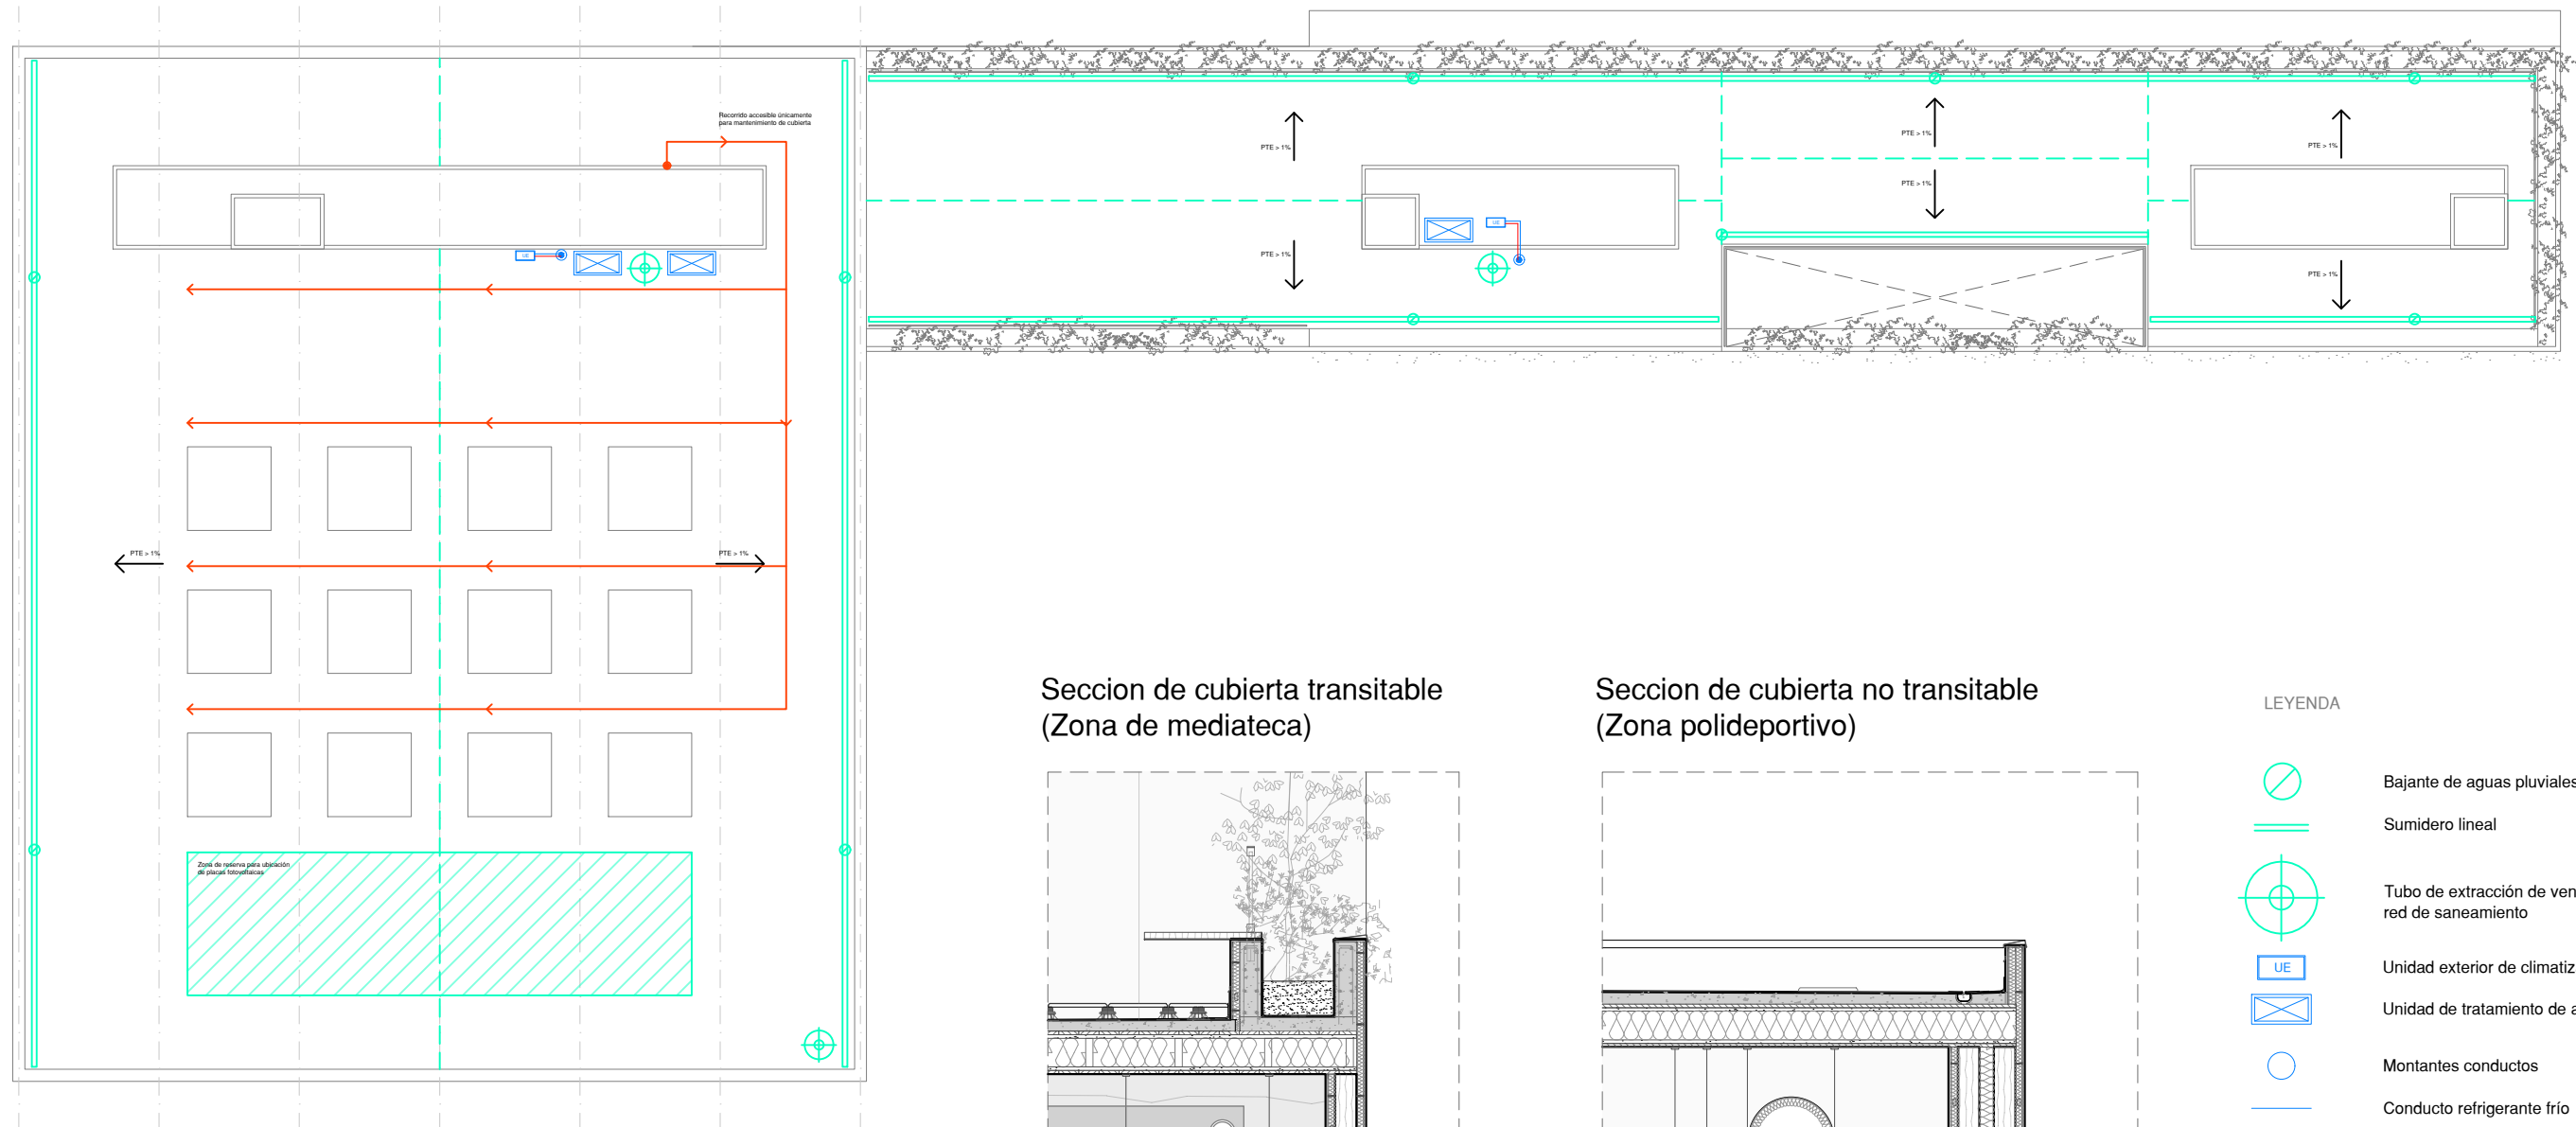 Recorrido accesible únicamente
para mantenimiento de cubierta
PTE > 1%
PTE > 1%
PTE > 1%
PTE > 1%
PTE > 1%
PTE > 1%
UE
UE
PTE > 1%
PTE > 1%
Zona de reserva para ubicación
de placas fotovoltaicas
Seccion de cubierta transitable
(Zona de mediateca)
Seccion de cubierta no transitable
(Zona polideportivo)
LEYENDA
Bajante de aguas pluviales
Sumidero lineal
Tubo de extracción de ven
red de saneamiento
UE
Unidad exterior de climatiz
Unidad de tratamiento de a
Montantes conductos
Conducto refrigerante frío